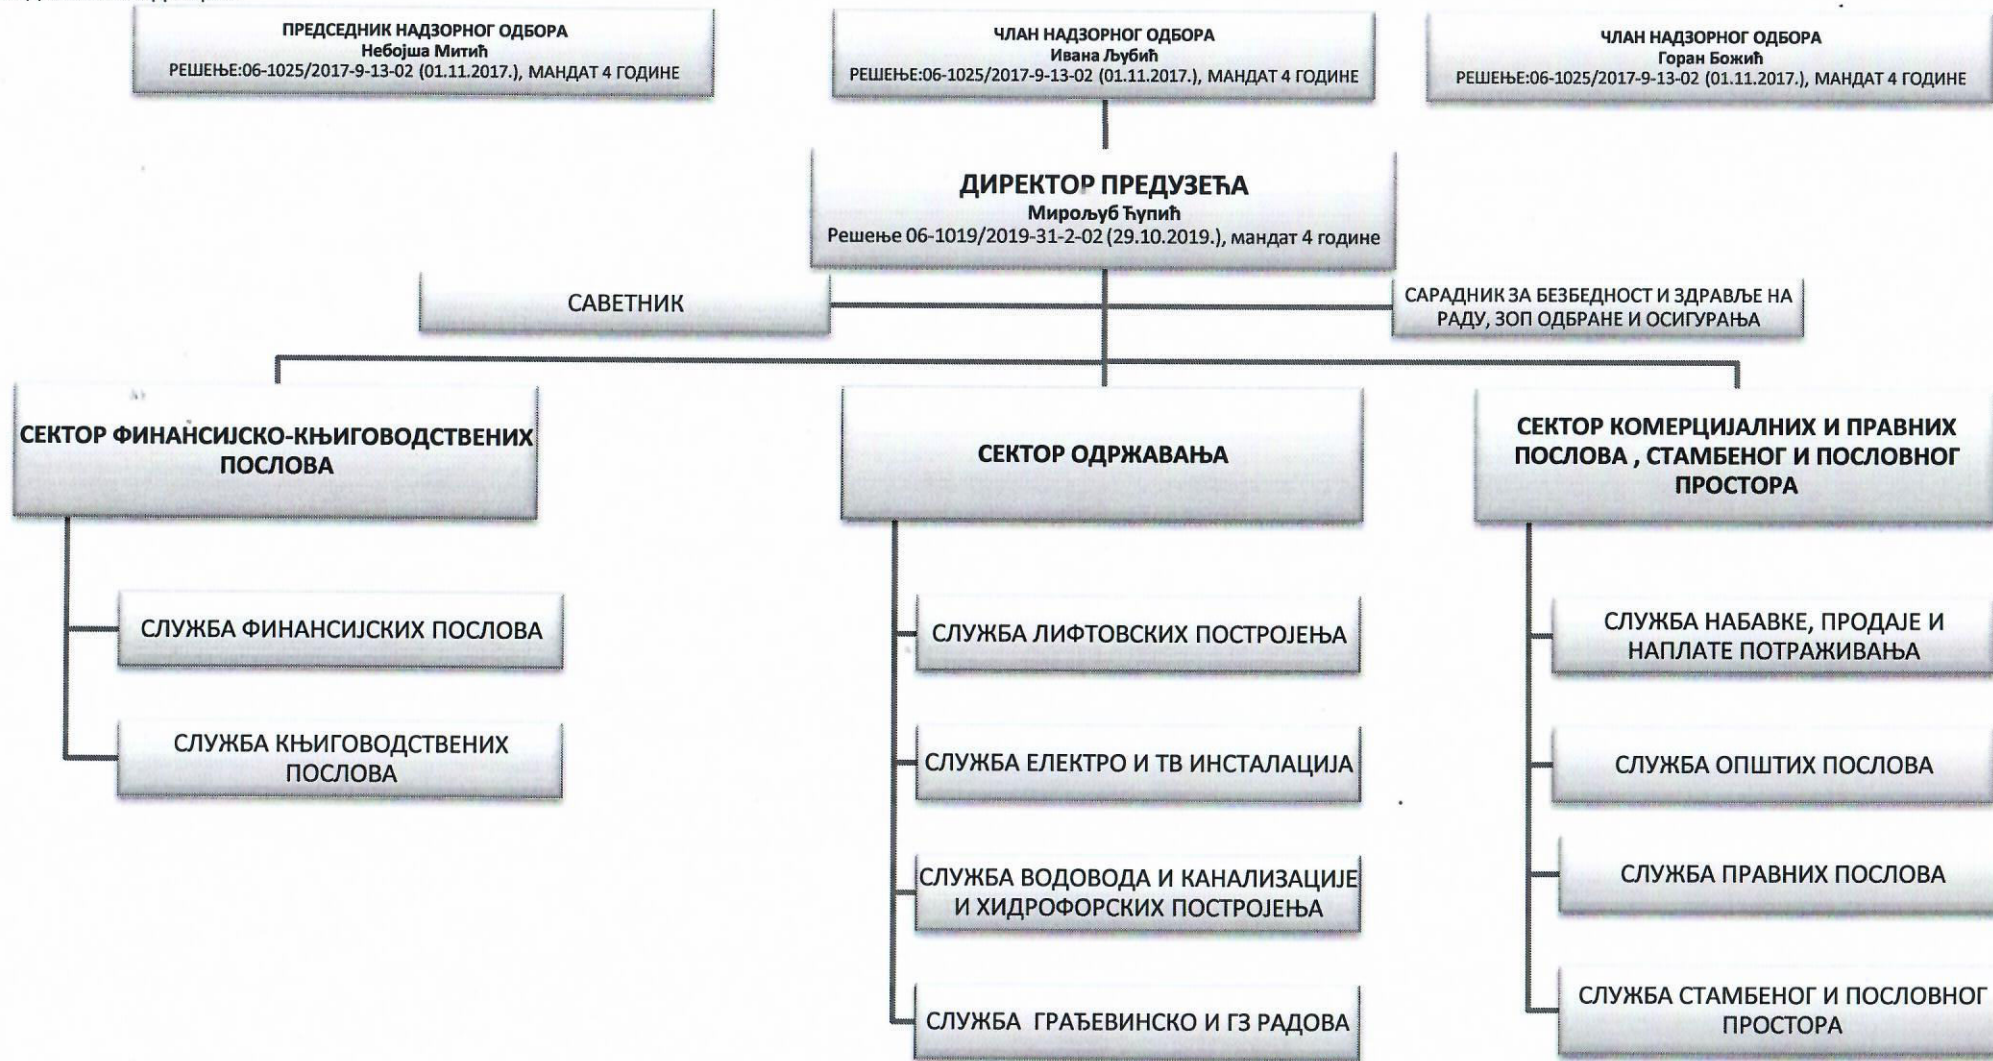 ПРЕДСЕДНИК НАДЗОРНОГ ОДБОРА
Небојша Митић
РЕШЕЊЕ:06-1025/2017-9-13-02 (01.11.2017.), МАНДАТ 4 ГОДИНЕ
ЧЛАН НАДЗОРНОГ ОДБОРА
Ивана Љубић
РЕШЕЊЕ:06-1025/2017-9-13-02 (01.11.2017.), МАНДАТ 4 ГОДИНЕ
ЧЛАН НАДЗОРНОГ ОДБОРА
Горан Божић
РЕШЕЊЕ:06-1025/2017-9-13-02 (01.11.2017.), МАНДАТ 4 ГОДИНЕ
ДИРЕКТОР ПРЕДУЗЕЋА
Мирољуб Ћупић
Решење 06-1019/2019-31-2-02 (29.10.2019.), мандат 4 године
САВЕТНИК
САРАДНИК ЗА БЕЗБЕДНОСТ И ЗДРАВЉЕ НА
РАДУ, ЗОП ОДБРАНЕ И ОСИГУРАЊА
СЕКТОР ФИНАНСИЈСКО-КЊИГОВОДСТВЕНИХ
ПОСЛОВА
СЛУЖБА ФИНАНСИЈСКИХ ПОСЛОВА
СЛУЖБА КЊИГОВОДСТВЕНИХ
ПОСЛОВА
СЕКТОР ОДРЖАВАЊА
СЛУЖБА ЛИФТОВСКИХ ПОСТРОЈЕЊА
СЛУЖБА ЕЛЕКТРО И ТВ ИНСТАЛАЦИЈА
СЛУЖБА ВОДОВОДА И КАНАЛИЗАЦИЈЕ
И ХИДРОФОРСКИХ ПОСТРОЈЕЊА
СЛУЖБА ГРАЂЕВИНСКО И ГЗ РАДОВА
СЕКТОР КОМЕРЦИЈАЛНИХ И ПРАВНИХ
ПОСЛОВА , СТАМБЕНОГ И ПОСЛОВНОГ
ПРОСТОРА
СЛУЖБА НАБАВКЕ, ПРОДАЈЕ И
НАПЛАТЕ ПОТРАЖИВАЊА
СЛУЖБА ОПШТИХ ПОСЛОВА
СЛУЖБА ПРАВНИХ ПОСЛОВА
СЛУЖБА СТАМБЕНОГ И ПОСЛОВНОГ
ПРОСТОРА